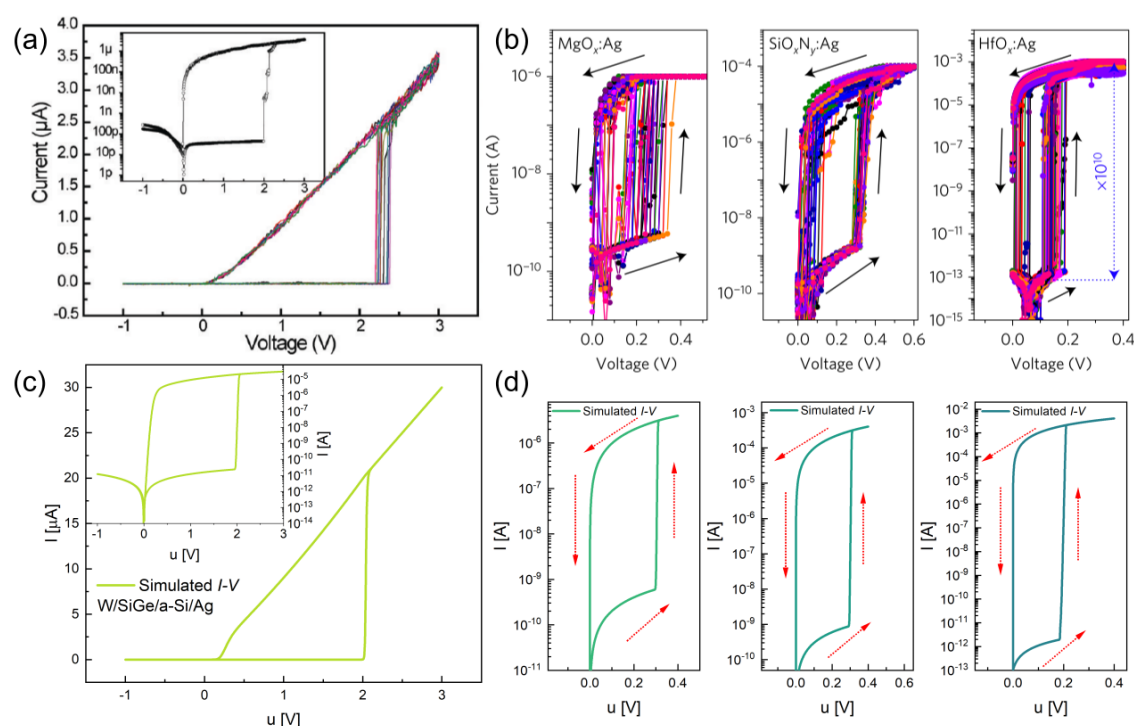 (a)
4.0
3.5
3.0
2.5
2.0
1.5
1.0
0.5
0.0
-0.5
Current (μA)
1μ
100n
10n
1n
100p
10p
1p
-1 0 1 2 3
-1 0 1 2 3
Voltage (V)
(b)
MgOₓ:Ag
10⁻⁶
10⁻⁸
10⁻¹⁰
Current (A)
0.0 0.2 0.4
Voltage (V)
SiOₓNᵧ:Ag
10⁻⁴
10⁻⁶
10⁻⁸
10⁻¹⁰
0.0 0.2 0.4 0.6
Voltage (V)
HfOₓ:Ag
10⁻³
10⁻⁵
10⁻⁷
10⁻⁹
10⁻¹¹
10⁻¹³
10⁻¹⁵
×10¹⁰
0.0 0.2 0.4
Voltage (V)
(c)
30
25
20
15
10
5
0
I [μA]
10⁻⁵
10⁻⁶
10⁻⁷
10⁻⁸
10⁻⁹
10⁻¹⁰
10⁻¹¹
10⁻¹²
10⁻¹³
10⁻¹⁴
I [A]
-1 0 1 2 3
u [V]
Simulated I-V
W/SiGe/a-Si/Ag
-1 0 1 2 3
u [V]
(d)
Simulated I-V
10⁻⁶
10⁻⁷
10⁻⁸
10⁻⁹
10⁻¹⁰
10⁻¹¹
I [A]
0.0 0.2 0.4
u [V]
Simulated I-V
10⁻³
10⁻⁴
10⁻⁵
10⁻⁶
10⁻⁷
10⁻⁸
10⁻⁹
10⁻¹⁰
I [A]
0.0 0.2 0.4 0.6
u [V]
Simulated I-V
10⁻²
10⁻³
10⁻⁴
10⁻⁵
10⁻⁶
10⁻⁷
10⁻⁸
10⁻⁹
10⁻¹⁰
10⁻¹¹
10⁻¹²
10⁻¹³
I [A]
0.0 0.2 0.4
u [V]